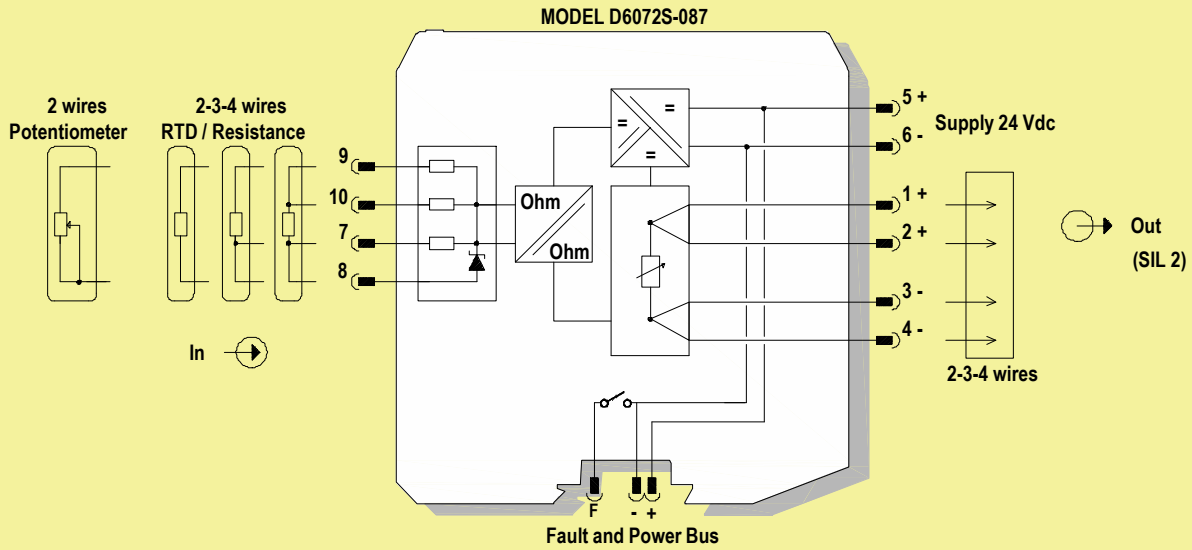 MODEL D6072S-087
2 wires
Potentiometer
2-3-4 wires
RTD / Resistance
9
10
7
8
In
Ohm
Ohm
=
=
=
5 +
6 -
Supply 24 Vdc
1 +
2 +
3 -
4 -
2-3-4 wires
Out
(SIL 2)
F
- +
Fault and Power Bus